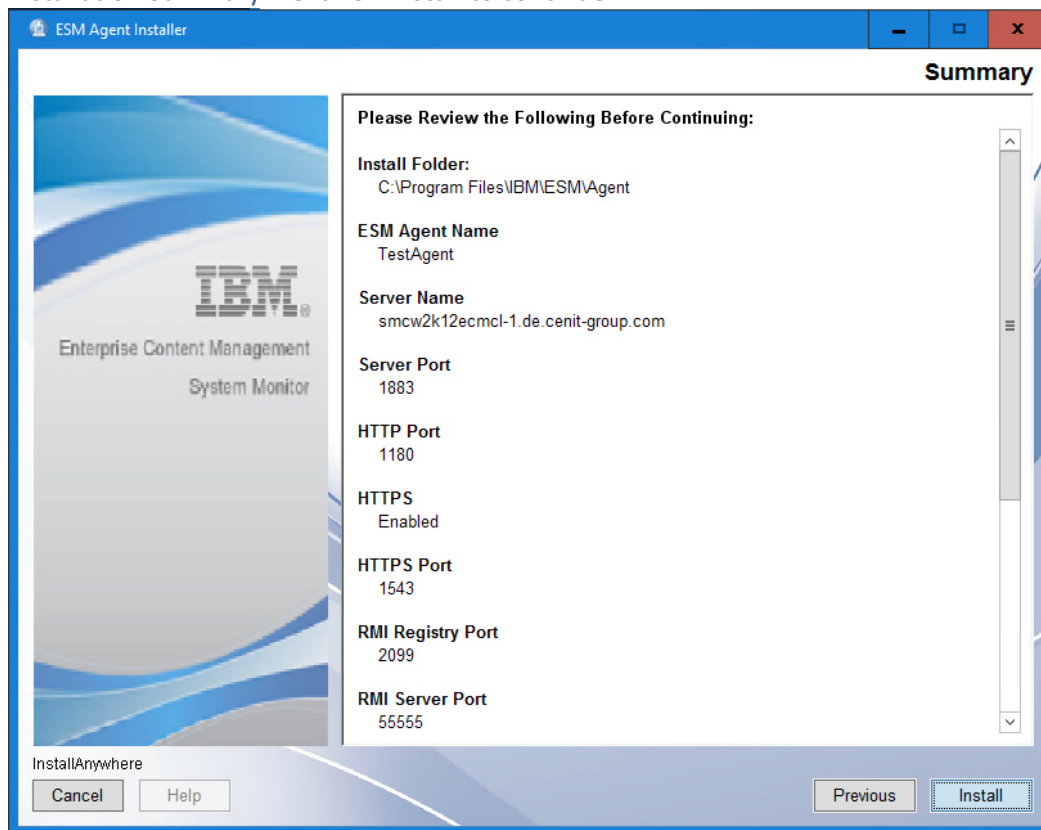 ESM Agent Installer
Summary
Please Review the Following Before Continuing:
Install Folder:
C:\Program Files\IBM\ESM\Agent
ESM Agent Name
TestAgent
Server Name
smcw2k12ecmcl-1.de.cenit-group.com
Server Port
1883
HTTP Port
1180
HTTPS
Enabled
HTTPS Port
1543
RMI Registry Port
2099
RMI Server Port
55555
IBM®
Enterprise Content Management
System Monitor
InstallAnywhere
Cancel
Help
Previous
Install